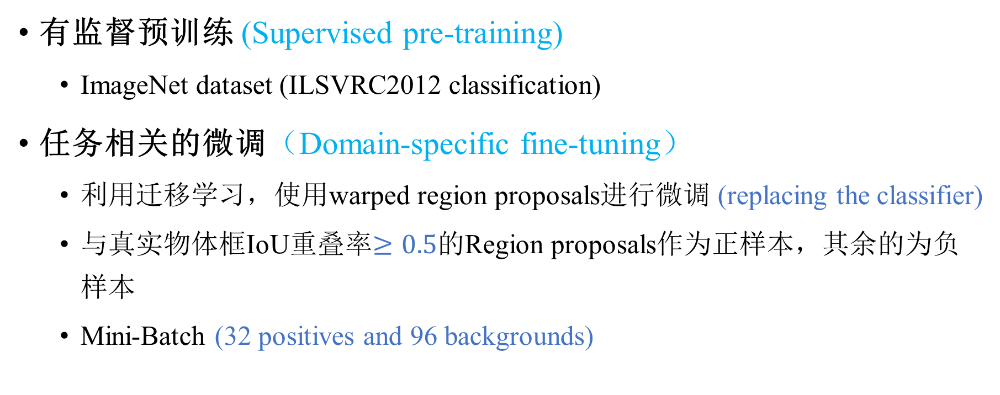 • 有监督预训练 (Supervised pre-training)
• ImageNet dataset (ILSVRC2012 classification)
• 任务相关的微调（Domain-specific fine-tuning）
• 利用迁移学习，使用warped region proposals进行微调 (replacing the classifier)
• 与真实物体框IoU重叠率≥ 0.5的Region proposals作为正样本，其余的为负
样本
• Mini-Batch (32 positives and 96 backgrounds)